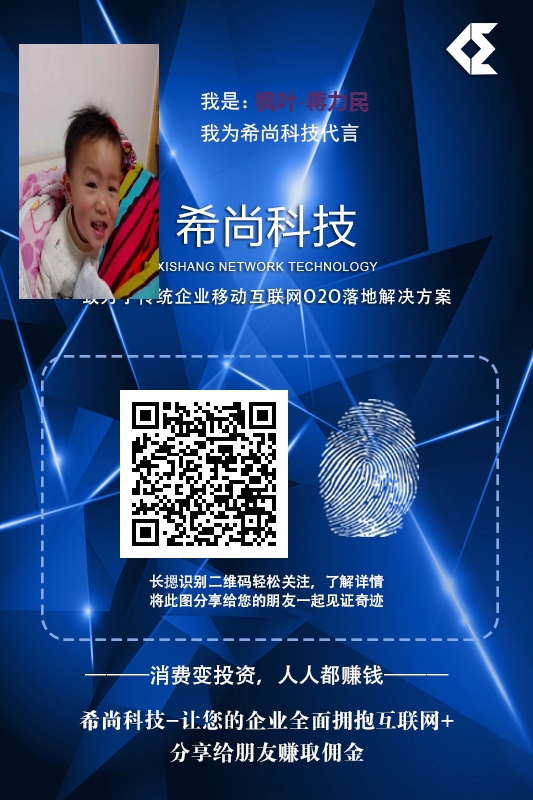 我是: 枫叶-蒋力民
我为希尚科技代言
希尚科技
XISHANG NETWORK TECHNOLOGY
致力于传统企业移动互联网O2O落地解决方案
长摁识别二维码轻松关注，了解详情
将此图分享给您的朋友一起见证奇迹
———消费变投资，人人都赚钱———
希尚科技-让您的企业全面拥抱互联网+
分享给朋友赚取佣金